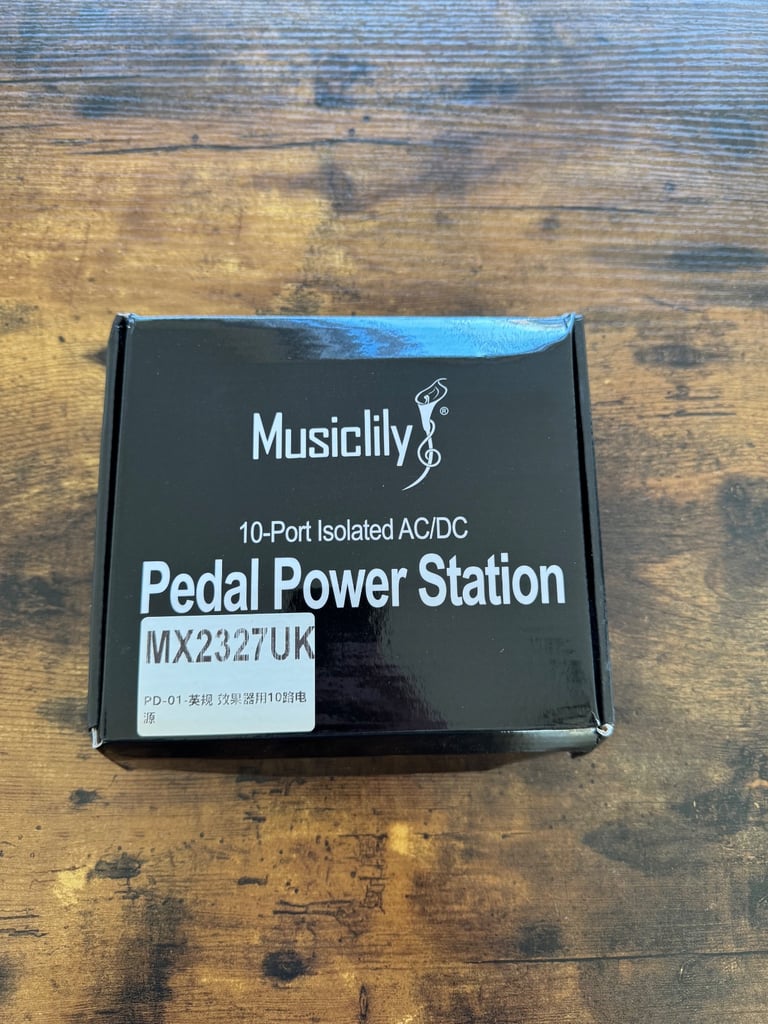 Musiclily®
10-Port Isolated AC/DC
Pedal Power Station
MX2327UK
PD-01-英规 效果器用10路电
源